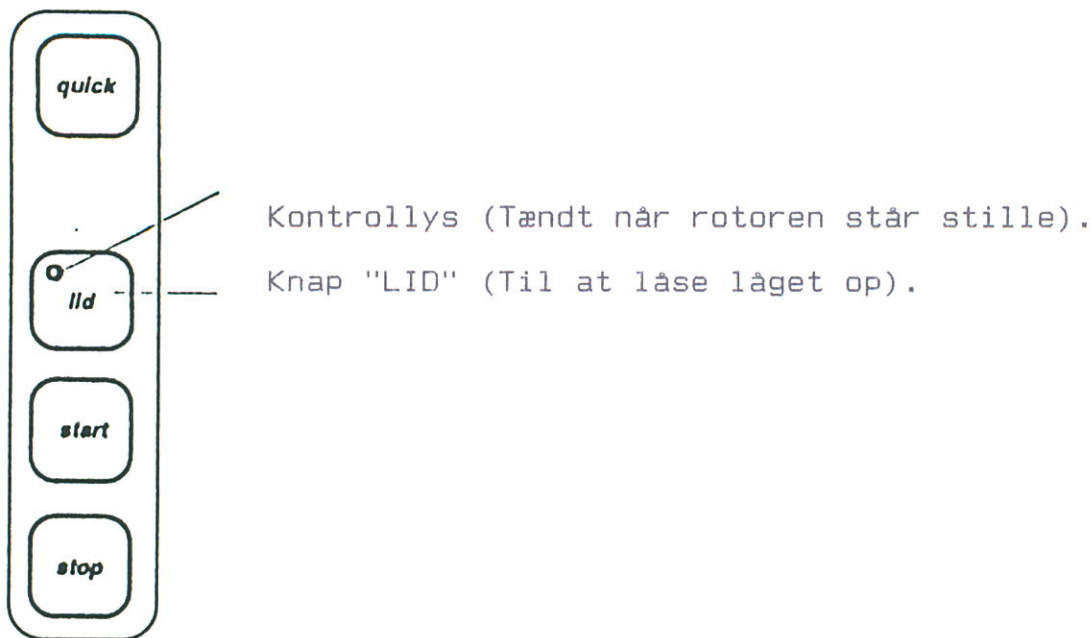 quick
Kontrollys (Tændt når rotoren står stille).
Knap "LID" (Til at låse låget op).
lid
start
stop